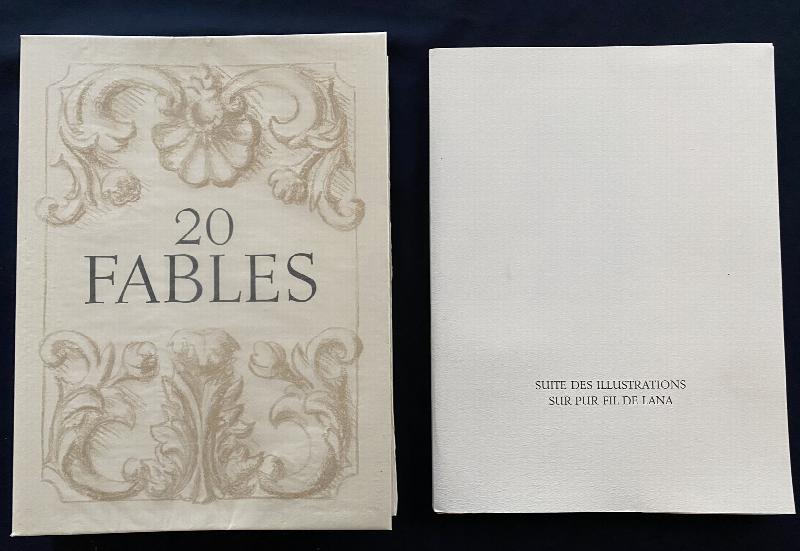 20
FABLES
SUITE DES ILLUSTRATIONS
SUR PUR FIL DE LANA